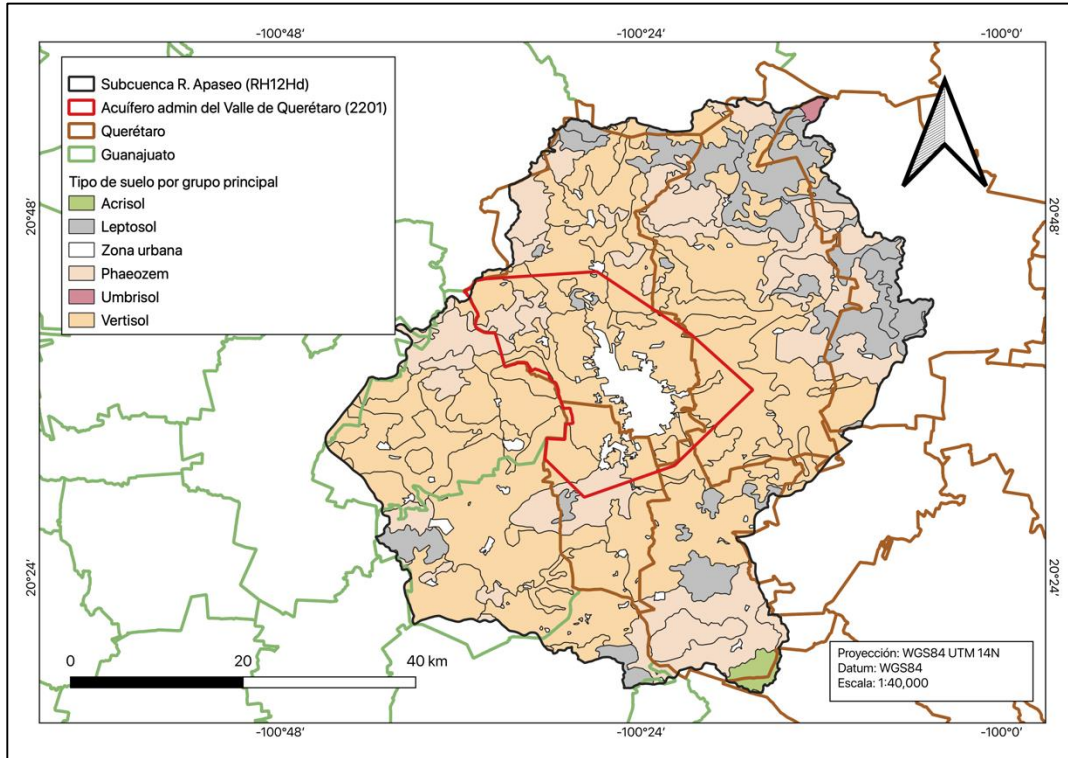 -100°48'
-100°24'
-100°0'
Subcuenca R. Apaseo (RH12Hd)
Acuífero admin del Valle de Querétaro (2201)
Querétaro
Guanajuato
Tipo de suelo por grupo principal
Acrisol
Leptosol
Zona urbana
Phaeozem
Umbrisol
Vertisol
20°48'
20°48'
20°24'
20°24'
0
20
40 km
Proyección: WGS84 UTM 14N
Datum: WGS84
Escala: 1:40,000
-100°48'
-100°24'
-100°0'